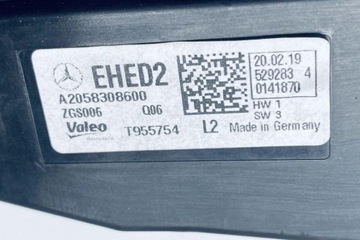 EHED2
A2058308600
ZGS006 Q06
Valeo T955754 L2
20.02.19
529283 4
0141870
HW 1
SW 3
Made in Germany